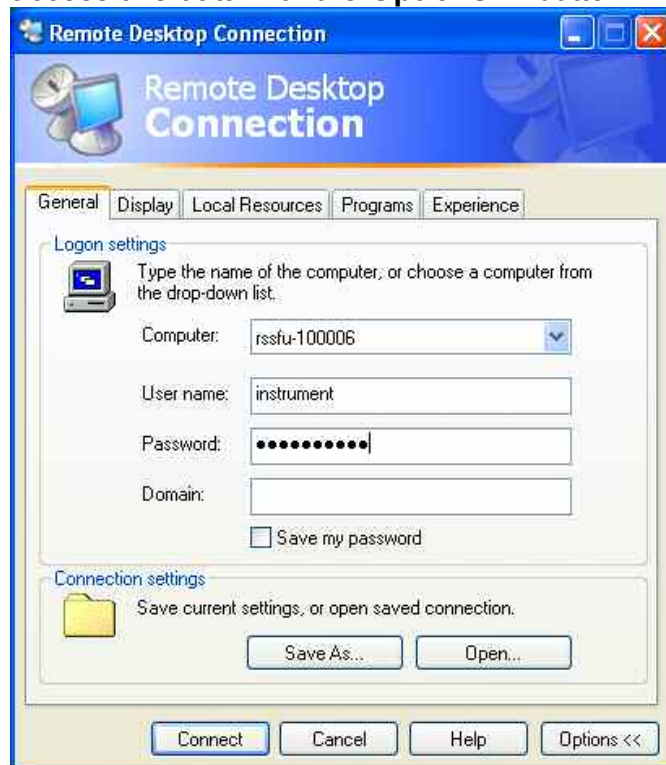 Remote Desktop Connection
Remote Desktop
Connection
General Display Local Resources Programs Experience
Logon settings
Type the name of the computer, or choose a computer from
the drop-down list.
Computer: rssfu-100006
User name: instrument
Password: ●●●●●●●●●●
Domain:
Save my password
Connection settings
Save current settings, or open saved connection.
Save As... Open...
Connect Cancel Help Options <<